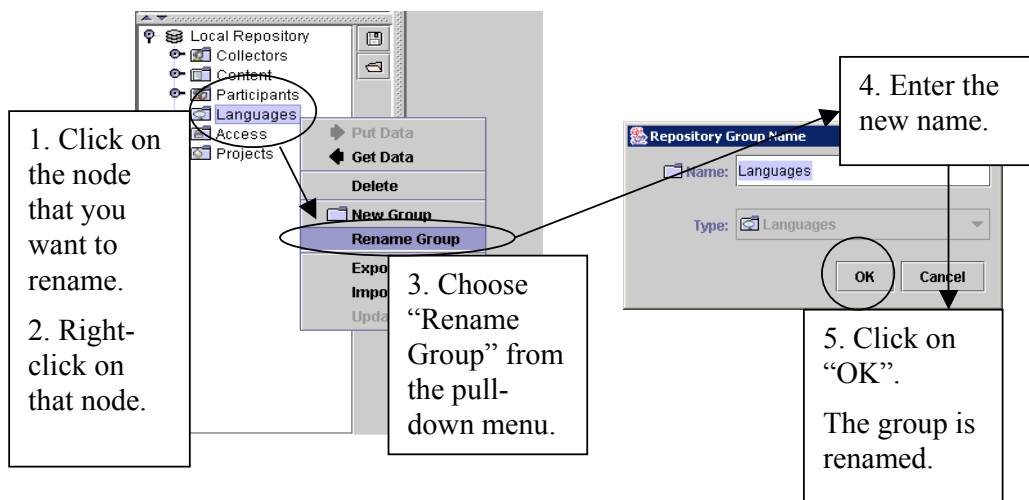 Local Repository
Collectors
Content
Participants
Languages
Access
Projects
Put Data
Get Data
Delete
New Group
Rename Group
Expo
Impo
Upda
1. Click on
the node
that you
want to
rename.
2. Right-
click on
that node.
3. Choose
“Rename
Group” from
the pull-
down menu.
4. Enter the
new name.
Repository Group Name
Name: Languages
Type: Languages
OK Cancel
5. Click on
“OK”.
The group is
renamed.